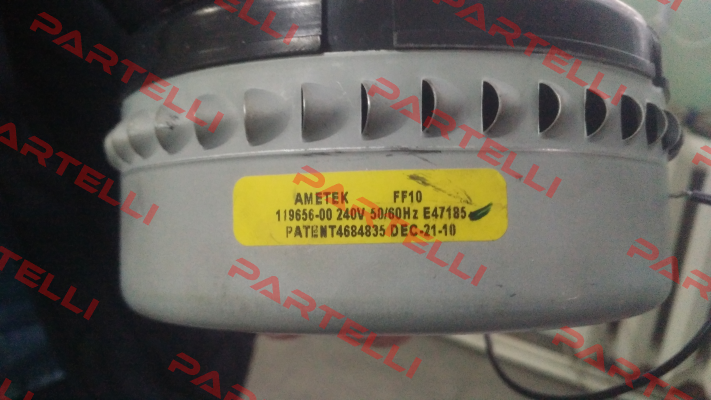 PARTELLI PARTELLI PARTELLI
AMETEK FF10
119656-00 240V 50/60Hz E47185
PATENT4684835 DEC-21-10
PARTELLI PARTELLI PARTELLI
PARTELLI PARTELLI